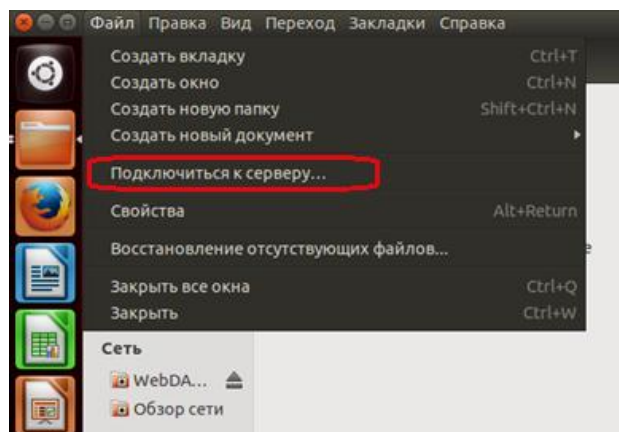 Файл Правка Вид Переход Закладки Справка
Создать вкладку Ctrl+T
Создать окно Ctrl+N
Создать новую папку Shift+Ctrl+N
Создать новый документ
Подключиться к серверу...
Свойства Alt+Return
Восстановление отсутствующих файлов...
Закрыть все окна Ctrl+Q
Закрыть Ctrl+W
Сеть
WebDA...
Обзор сети